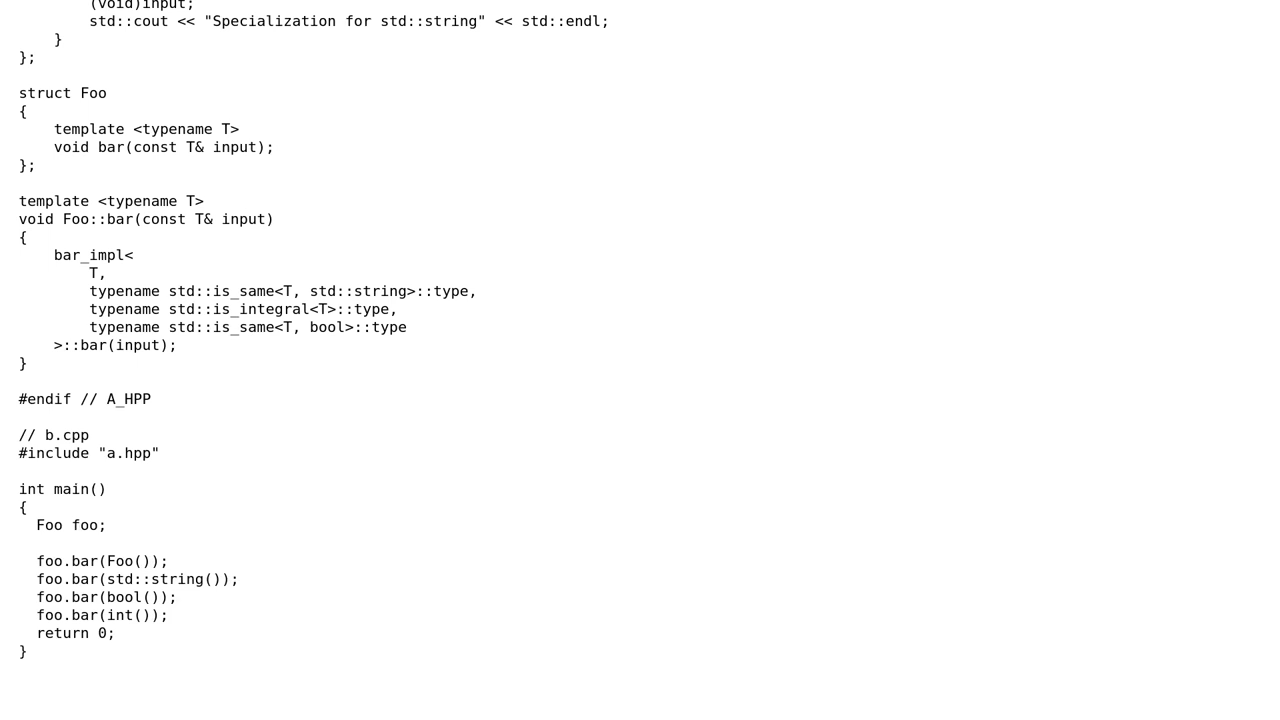 (void)input;
        std::cout << "Specialization for std::string" << std::endl;
    }
};

struct Foo
{
    template <typename T>
    void bar(const T& input);
};

template <typename T>
void Foo::bar(const T& input)
{
    bar_impl<
        T,
        typename std::is_same<T, std::string>::type,
        typename std::is_integral<T>::type,
        typename std::is_same<T, bool>::type
    >::bar(input);
}

#endif // A_HPP

// b.cpp
#include "a.hpp"

int main()
{
  Foo foo;

  foo.bar(Foo());
  foo.bar(std::string());
  foo.bar(bool());
  foo.bar(int());
  return 0;
}